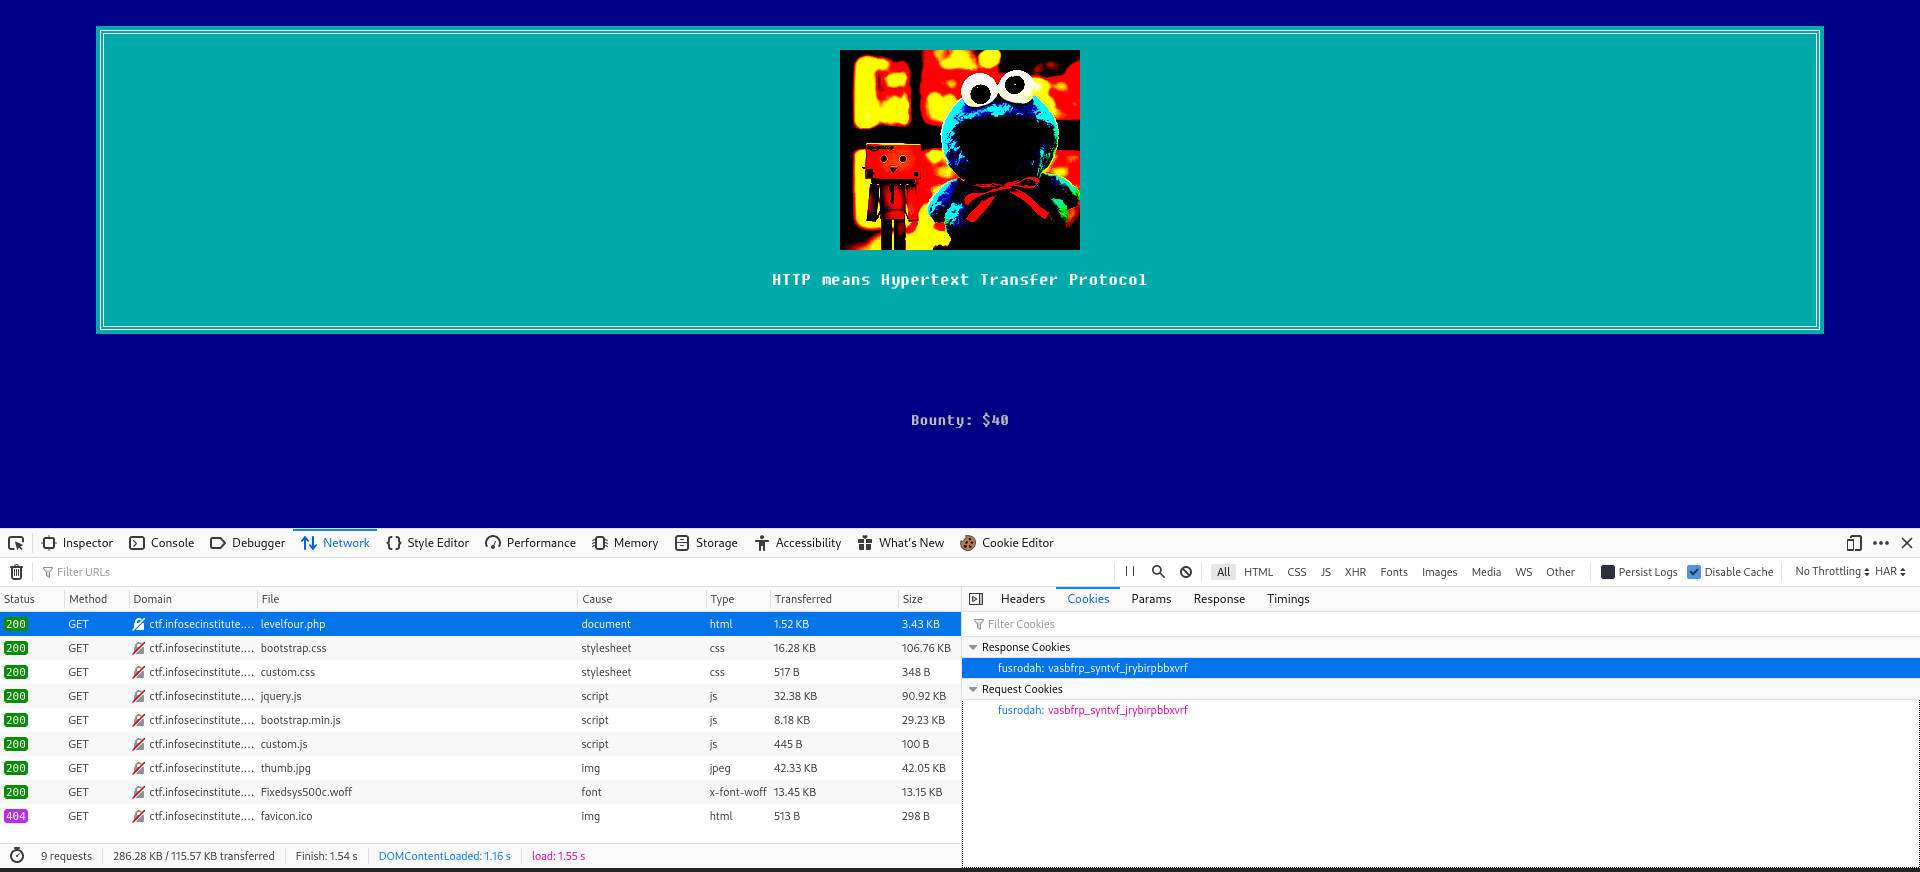 HTTP means Hypertext Transfer Protocol
Bounty: $40
Inspector Console Debugger Network Style Editor Performance Memory Storage Accessibility What's New Cookie Editor
Filter URLs All HTML CSS JS XHR Fonts Images Media WS Other Persist Logs Disable Cache No Throttling HAR
Status Method Domain File Cause Type Transferred Size
200 GET ctf.infosecinstitute.… levelfour.php document html 1.52 KB 3.43 KB
200 GET ctf.infosecinstitute.… bootstrap.css stylesheet css 16.28 KB 106.76 KB
200 GET ctf.infosecinstitute.… custom.css stylesheet css 517 B 348 B
200 GET ctf.infosecinstitute.… jquery.js script js 32.38 KB 90.92 KB
200 GET ctf.infosecinstitute.… bootstrap.min.js script js 8.18 KB 29.23 KB
200 GET ctf.infosecinstitute.… custom.js script js 445 B 100 B
200 GET ctf.infosecinstitute.… thumb.jpg img jpeg 42.33 KB 42.05 KB
200 GET ctf.infosecinstitute.… Fixedsys500c.woff font x-font-woff 13.45 KB 13.15 KB
404 GET ctf.infosecinstitute.… favicon.ico img html 513 B 298 B
9 requests 286.28 KB / 115.57 KB transferred Finish: 1.54 s DOMContentLoaded: 1.16 s load: 1.55 s
Headers Cookies Params Response Timings
Filter Cookies
Response Cookies
fusrodah: vasbfrp_syntvf_jrybirpbbxvrf
Request Cookies
fusrodah: vasbfrp_syntvf_jrybirpbbxvrf